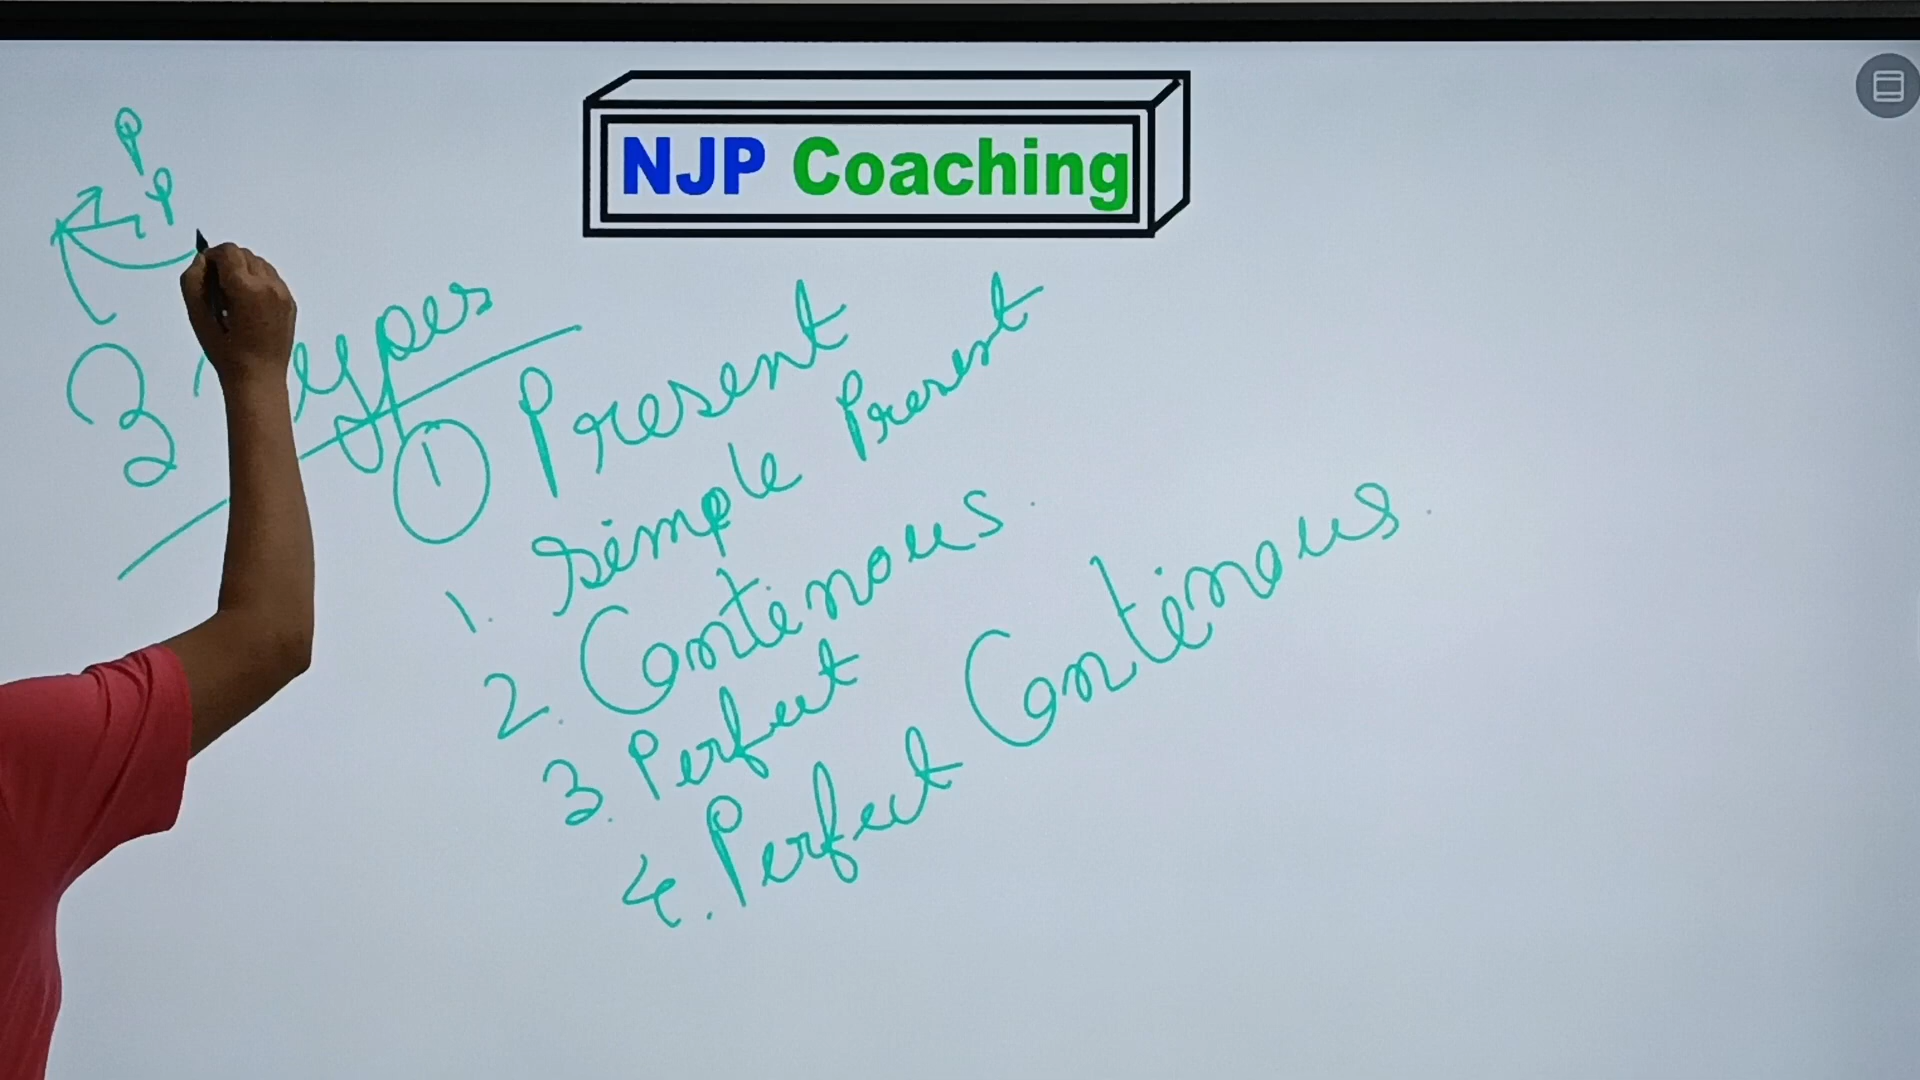 NJP Coaching
P
P
3 Types
① Present
1. Simple Present
2. Continous.
3. Perfect
4. Perfect Continous.